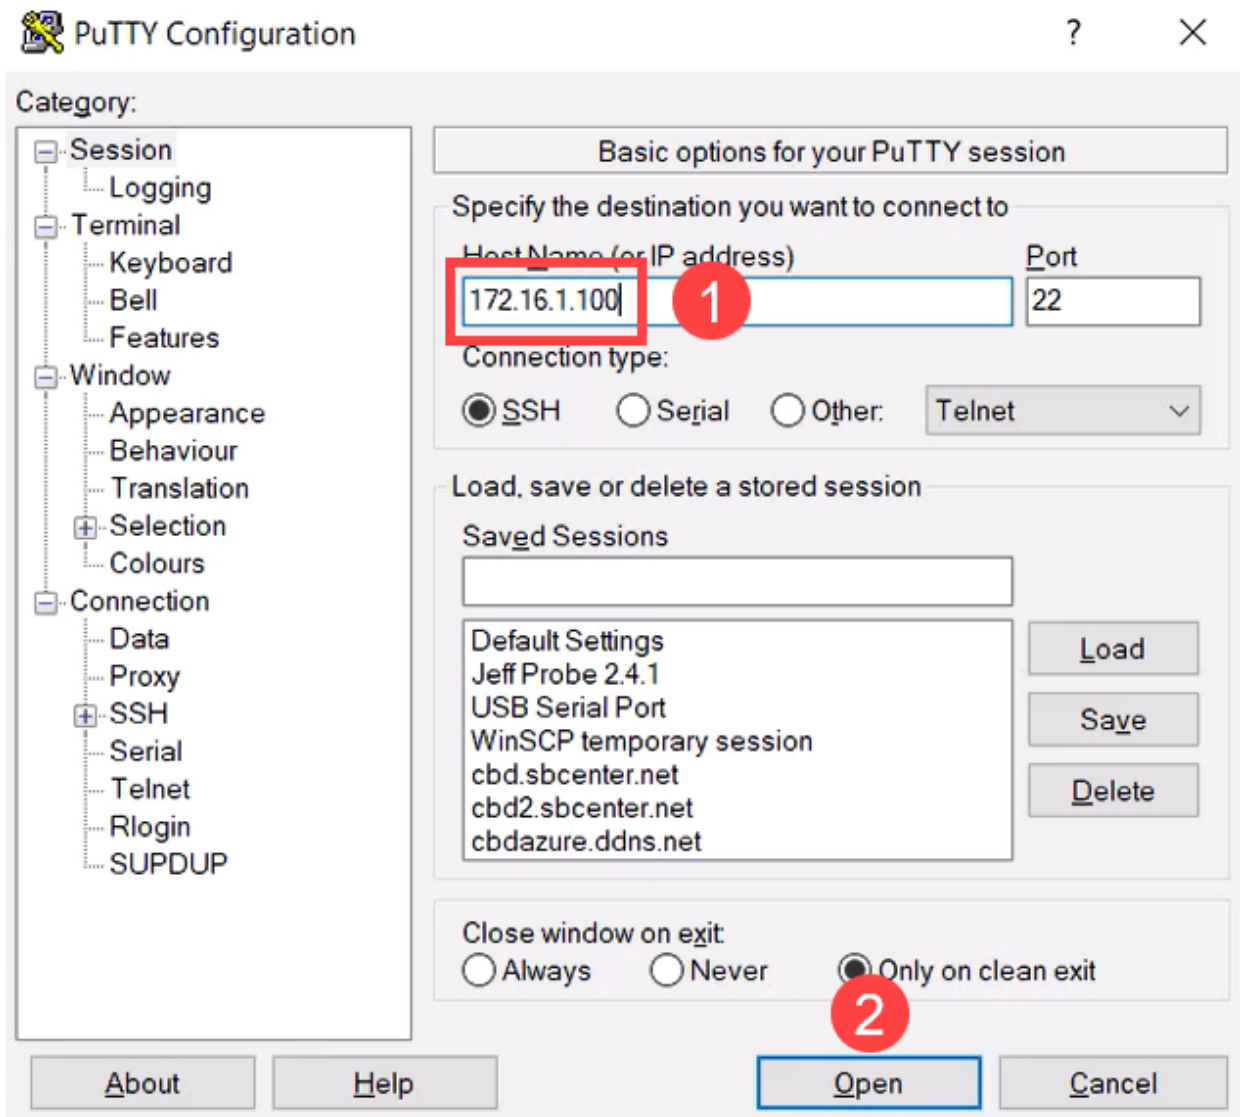 PuTTY Configuration
?
Category:
Session
Logging
Terminal
Keyboard
Bell
Features
Window
Appearance
Behaviour
Translation
Selection
Colours
Connection
Data
Proxy
SSH
Serial
Telnet
Rlogin
SUPDUP
Basic options for your PuTTY session
Specify the destination you want to connect to
Host Name (or IP address)
Port
172.16.1.100
1
22
Connection type:
SSH
Serial
Other:
Telnet
Load, save or delete a stored session
Saved Sessions
Default Settings
Jeff Probe 2.4.1
USB Serial Port
WinSCP temporary session
cbd.sbcenter.net
cbd2.sbcenter.net
cbdazure.ddns.net
Load
Save
Delete
Close window on exit:
Always
Never
Only on clean exit
2
About
Help
Open
Cancel